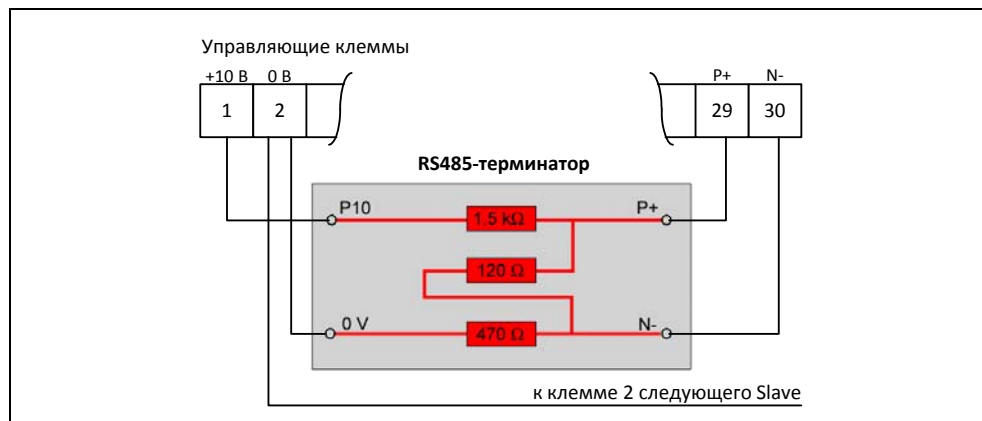 Управляющие клеммы
+10 В 0 В P+ N-
1 2 29 30
RS485-терминатор
P10 1.5 kΩ P+
120 Ω
0 V 470 Ω N-
к клемме 2 следующего Slave